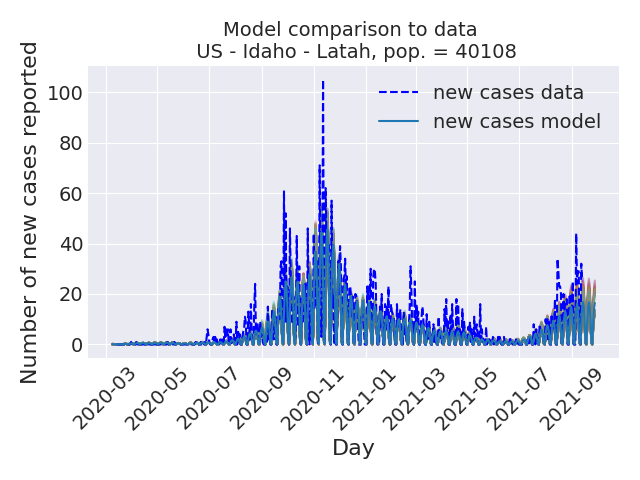 Model comparison to data
US - Idaho - Latah, pop. = 40108
Number of new cases reported
100
80
60
40
20
0
new cases data
new cases model
2020-03
2020-05
2020-07
2020-09
2020-11
2021-01
2021-03
2021-05
2021-07
2021-09
Day